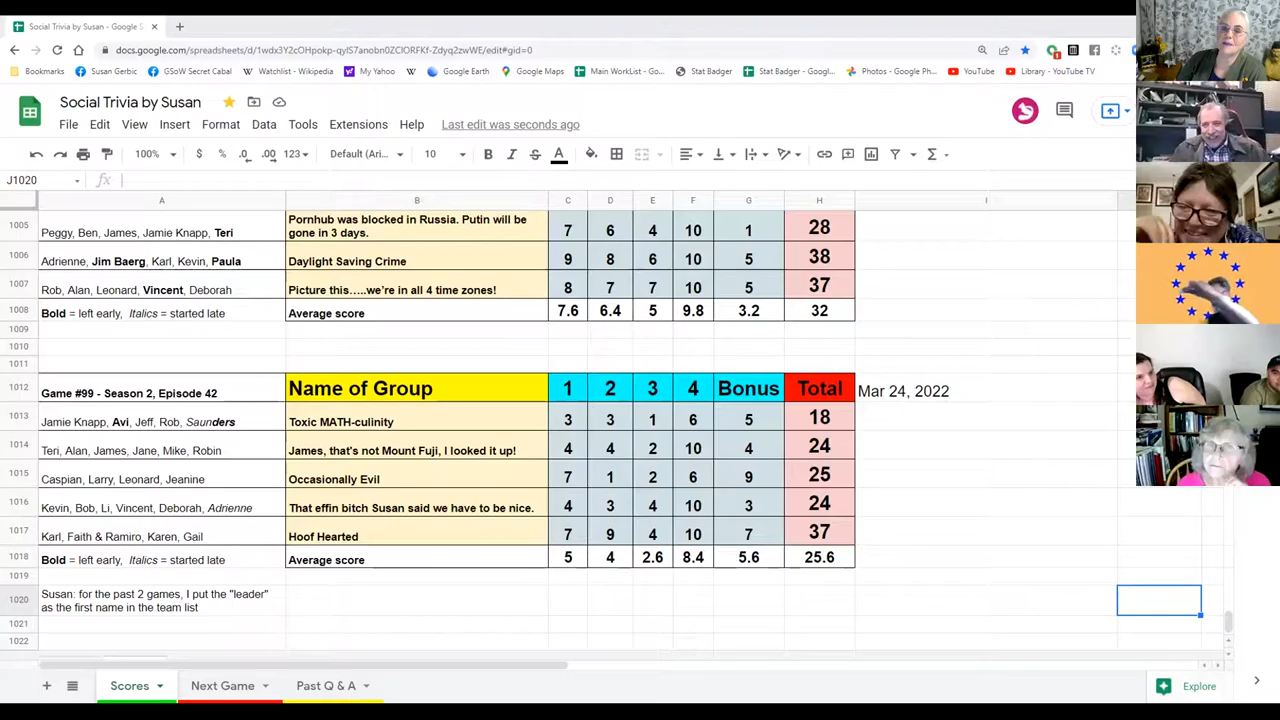 Social Trivia by Susan - Google S
docs.google.com/spreadsheets/d/1wdx3Y2cOHpokp-qyIS7anobn0ZClORFKf-Zdyq2zwWE/edit#gid=0
Bookmarks Susan Gerbic GSoW Secret Cabal Watchlist - Wikipedia My Yahoo Google Earth Google Maps Main WorkList - Go... Stat Badger Stat Badger - Googl... Photos - Google Ph... YouTube Library - YouTube TV
Social Trivia by Susan
File Edit View Insert Format Data Tools Extensions Help Last edit was seconds ago
100% $ % .0 .00 123 Default (Ari... 10 B I S A
J1020 fx
A B C D E F G H I
1005 Peggy, Ben, James, Jamie Knapp, Teri Pornhub was blocked in Russia. Putin will be 7 6 4 10 1 28
gone in 3 days.
1006 Adrienne, Jim Baerg, Karl, Kevin, Paula Daylight Saving Crime 9 8 6 10 5 38
1007 Rob, Alan, Leonard, Vincent, Deborah Picture this.....we're in all 4 time zones! 8 7 7 10 5 37
1008 Bold = left early, Italics = started late Average score 7.6 6.4 5 9.8 3.2 32
1009
1010
1011
1012 Game #99 - Season 2, Episode 42 Name of Group 1 2 3 4 Bonus Total Mar 24, 2022
1013 Jamie Knapp, Avi, Jeff, Rob, Saunders Toxic MATH-culinity 3 3 1 6 5 18
1014 Teri, Alan, James, Jane, Mike, Robin James, that's not Mount Fuji, I looked it up! 4 4 2 10 4 24
1015 Caspian, Larry, Leonard, Jeanine Occasionally Evil 7 1 2 6 9 25
1016 Kevin, Bob, Li, Vincent, Deborah, Adrienne That effin bitch Susan said we have to be nice. 4 3 4 10 3 24
1017 Karl, Faith & Ramiro, Karen, Gail Hoof Hearted 7 9 4 10 7 37
1018 Bold = left early, Italics = started late Average score 5 4 2.6 8.4 5.6 25.6
1019
1020 Susan: for the past 2 games, I put the "leader"
as the first name in the team list
1021
1022
Scores Next Game Past Q & A Explore